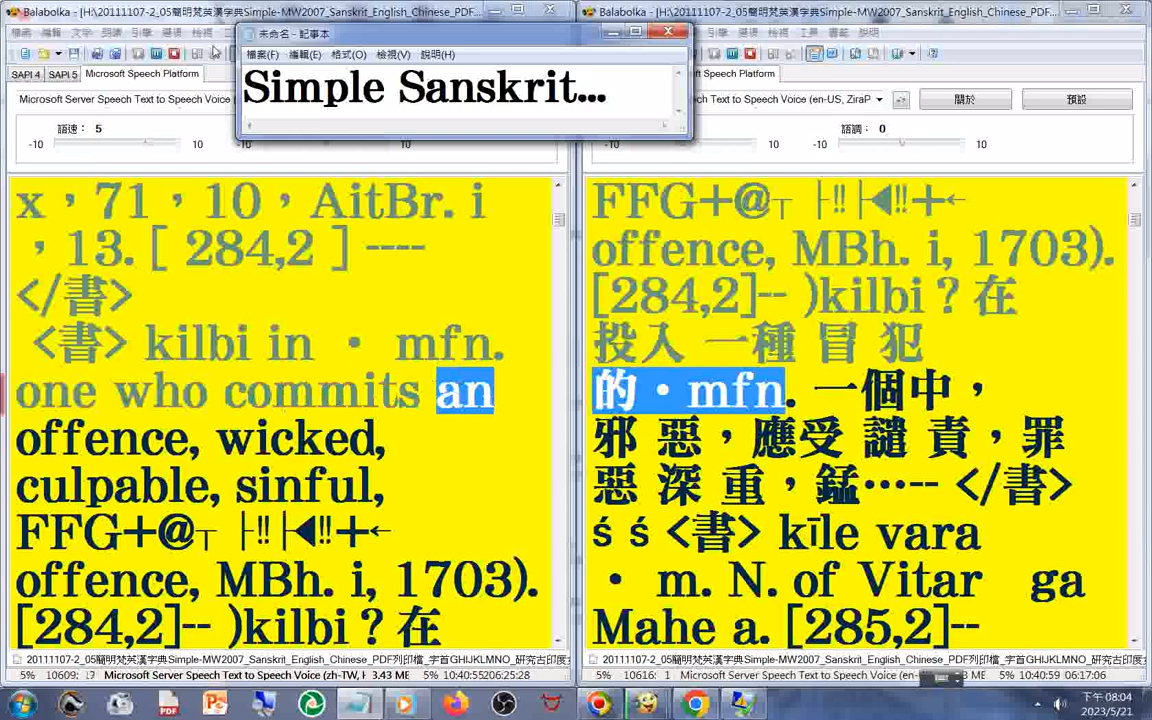 Balabolka - [H:\20111107-2_05簡明梵英漢字典Simple-MW2007_Sanskrit_English_Chinese_PDF...
Balabolka - [H:\20111107-2_05簡明梵英漢字典Simple-MW2007_Sanskrit_English_Chinese_PDF...
未命名 - 記事本
檔案(F) 編輯(E) 格式(O) 檢視(V) 說明(H)
Simple Sanskrit...
SAPI 4 SAPI 5 Microsoft Speech Platform
Speech Platform
Microsoft Server Speech Text to Speech Voice
ch Text to Speech Voice (en-US, ZiraP
關於
預設
語速： 5
語調： 0
-10 10 -10 10
-10 10 -10 10
x，71，10，AitBr. i
，13. [ 284,2 ] ----
</書>
<書> kilbi in · mfn.
one who commits an
offence, wicked,
culpable, sinful,
FFG+@┬ ├‼├◀‼+←
offence, MBh. i, 1703).
[284,2]-- )kilbi？在
FFG+@┬ ├‼├◀‼+←
offence, MBh. i, 1703).
[284,2]-- )kilbi？在
投入 一種 冒 犯
的·mfn. 一個中，
邪 惡，應受 譴 責，罪
惡 深 重，錳…-- </書>
ś ś <書> kīle vara
· m. N. of Vitar ga
Mahe a. [285,2]--
20111107-2_05簡明梵英漢字典Simple-MW2007_Sanskrit_English_Chinese_PDF列印檔_字首GHIJKLMNO_研究古印度
20111107-2_05簡明梵英漢字典Simple-MW2007_Sanskrit_English_Chinese_PDF列印檔_字首GHIJKLMNO_研究古印度
5% 10609: Microsoft Server Speech Text to Speech Voice (zh-TW, 3.43 ME 5% 10:40:55 06:25:28
5% 10616: 1 Microsoft Server Speech Text to Speech Voice 5% 10:40:59 06:17:06
下午 08:04
2023/5/21